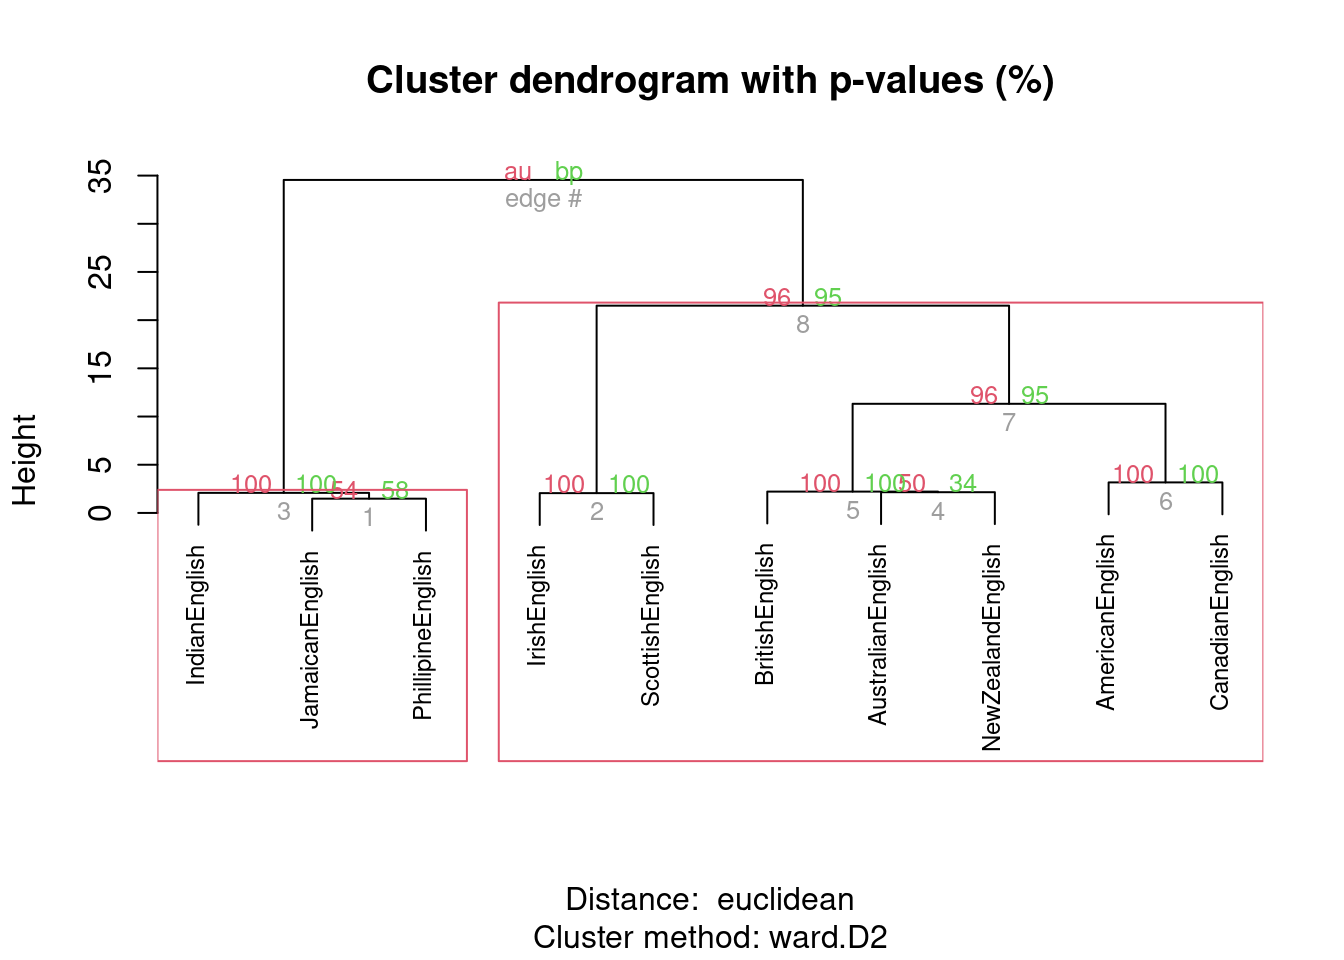 Cluster dendrogram with p-values (%)
Height
35
25
15
5
0
au bp
edge #
96 95
8
96 95
7
100 100
3
54 58
1
100 100
2
100 100
5
50 34
4
100 100
6
IndianEnglish
JamaicanEnglish
PhillipineEnglish
IrishEnglish
ScottishEnglish
BritishEnglish
AustralianEnglish
NewZealandEnglish
AmericanEnglish
CanadianEnglish
Distance: euclidean
Cluster method: ward.D2